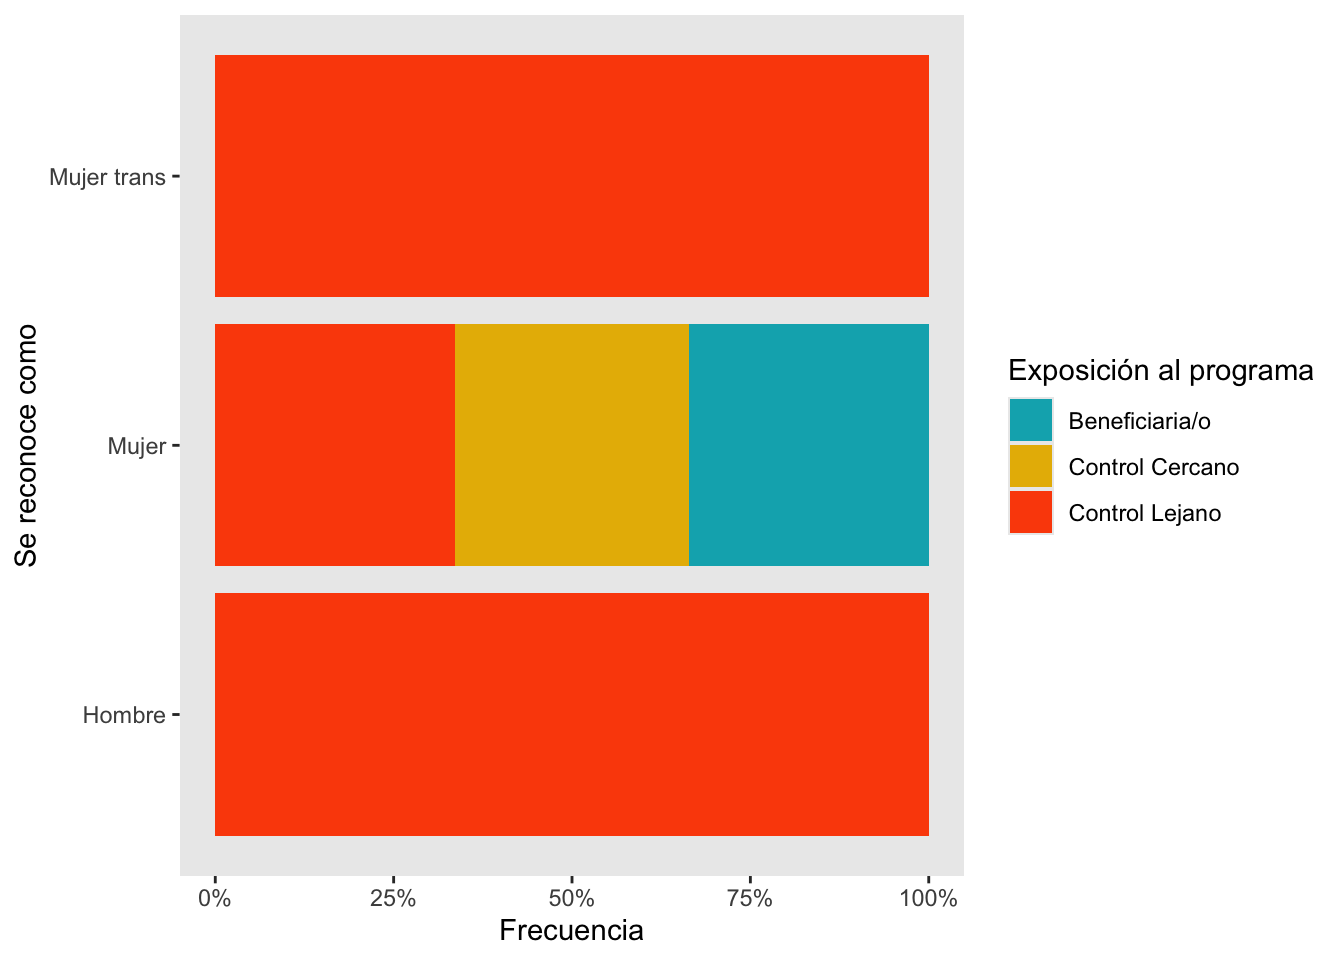 Se reconoce como
Mujer trans
Mujer
Hombre
0% 25% 50% 75% 100%
Frecuencia
Exposición al programa
Beneficiaria/o
Control Cercano
Control Lejano